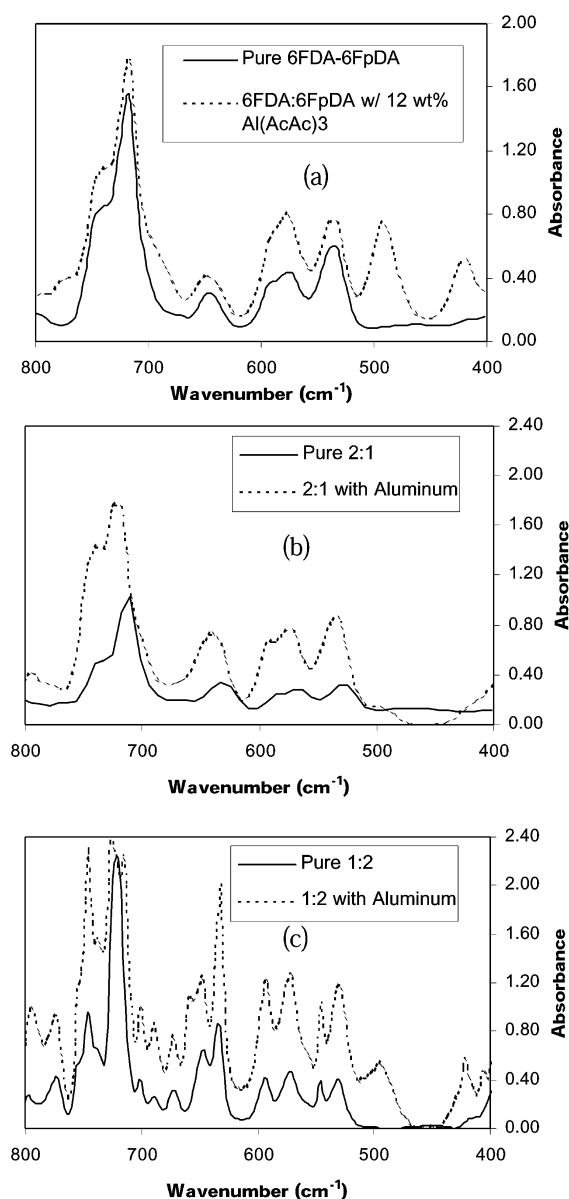 2.00
Pure 6FDA-6FpDA
6FDA:6FpDA w/ 12 wt%
Al(AcAc)3
1.60
(a)
1.20
0.80
0.40
0.00
Absorbance
800 700 600 500 400
Wavenumber (cm-1)
2.40
Pure 2:1
2:1 with Aluminum
2.00
(b)
1.60
1.20
0.80
0.40
0.00
Absorbance
800 700 600 500 400
Wavenumber (cm-1)
2.40
Pure 1:2
1:2 with Aluminum
2.00
(c)
1.60
1.20
0.80
0.40
0.00
Absorbance
800 700 600 500 400
Wavenumber (cm-1)